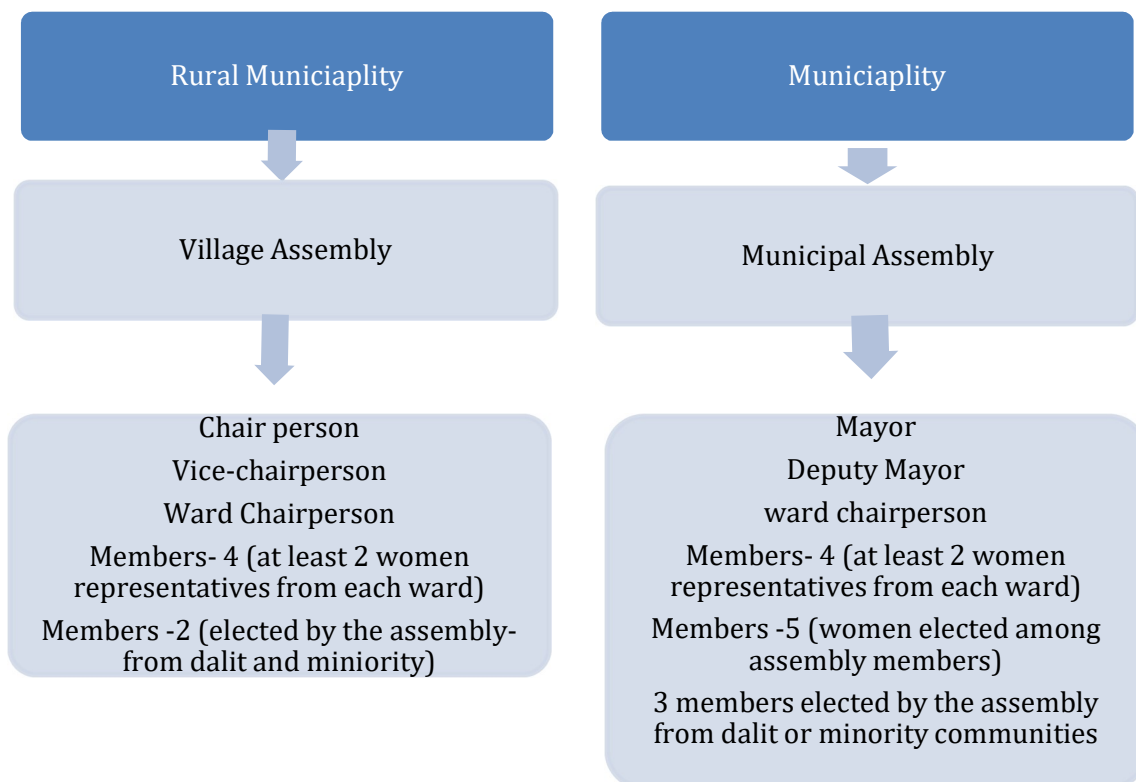 Rural Municiaplity
Village Assembly
Chair person
Vice-chairperson
Ward Chairperson
Members- 4 (at least 2 women
representatives from each ward)
Members -2 (elected by the assembly-
from dalit and miniority)
Municiaplity
Municipal Assembly
Mayor
Deputy Mayor
ward chairperson
Members- 4 (at least 2 women
representatives from each ward)
Members -5 (women elected among
assembly members)
3 members elected by the assembly
from dalit or minority communities